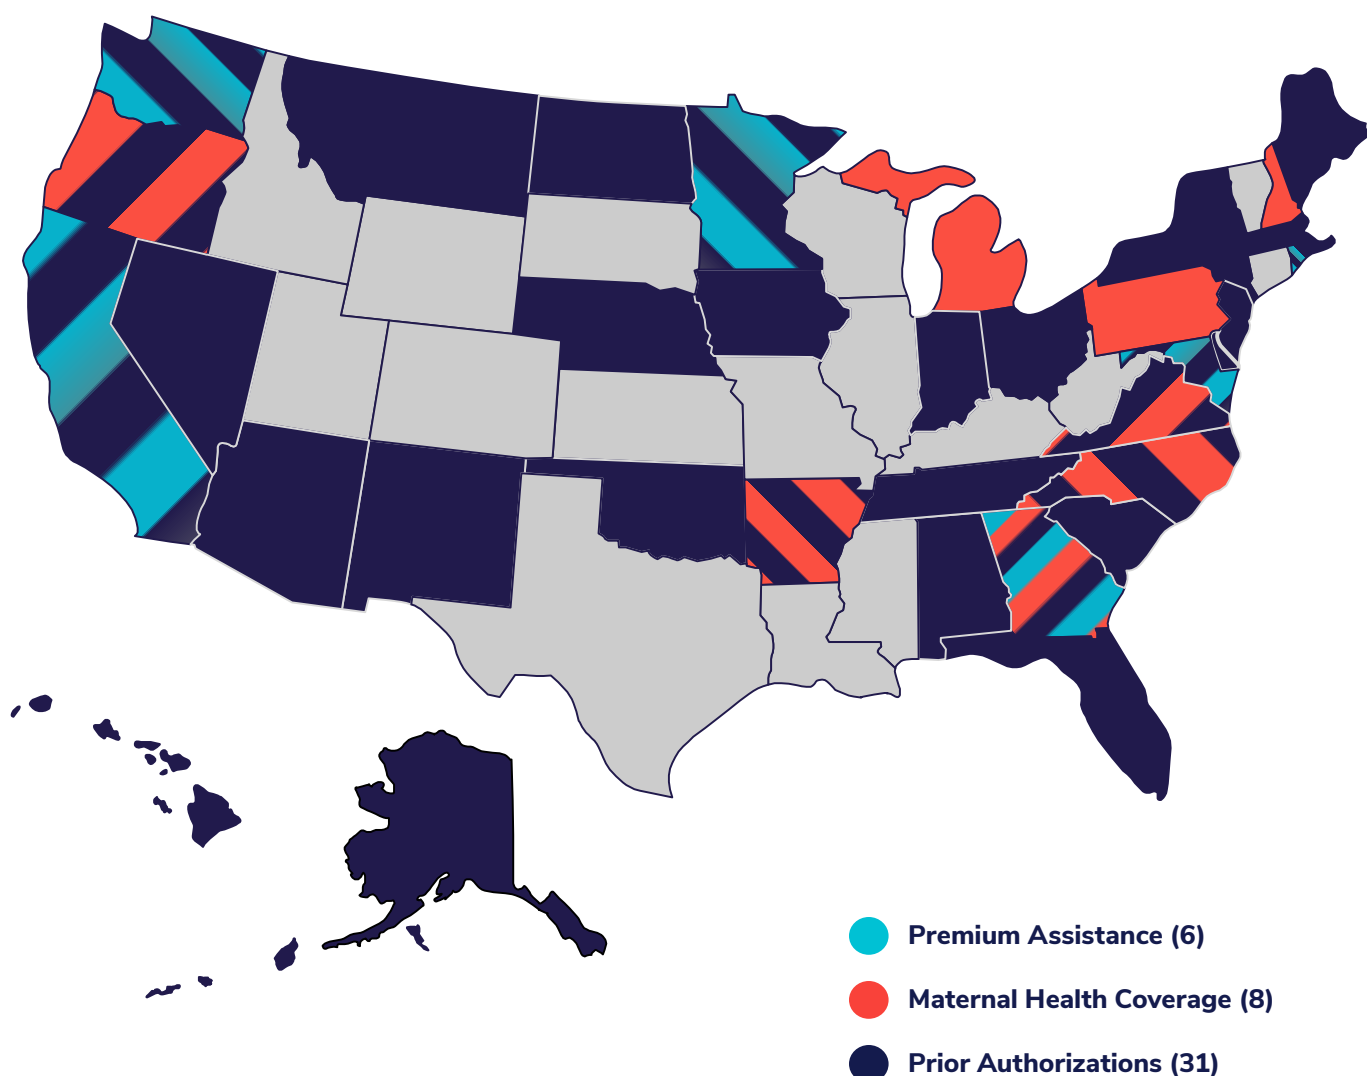 Premium Assistance (6)
Maternal Health Coverage (8)
Prior Authorizations (31)